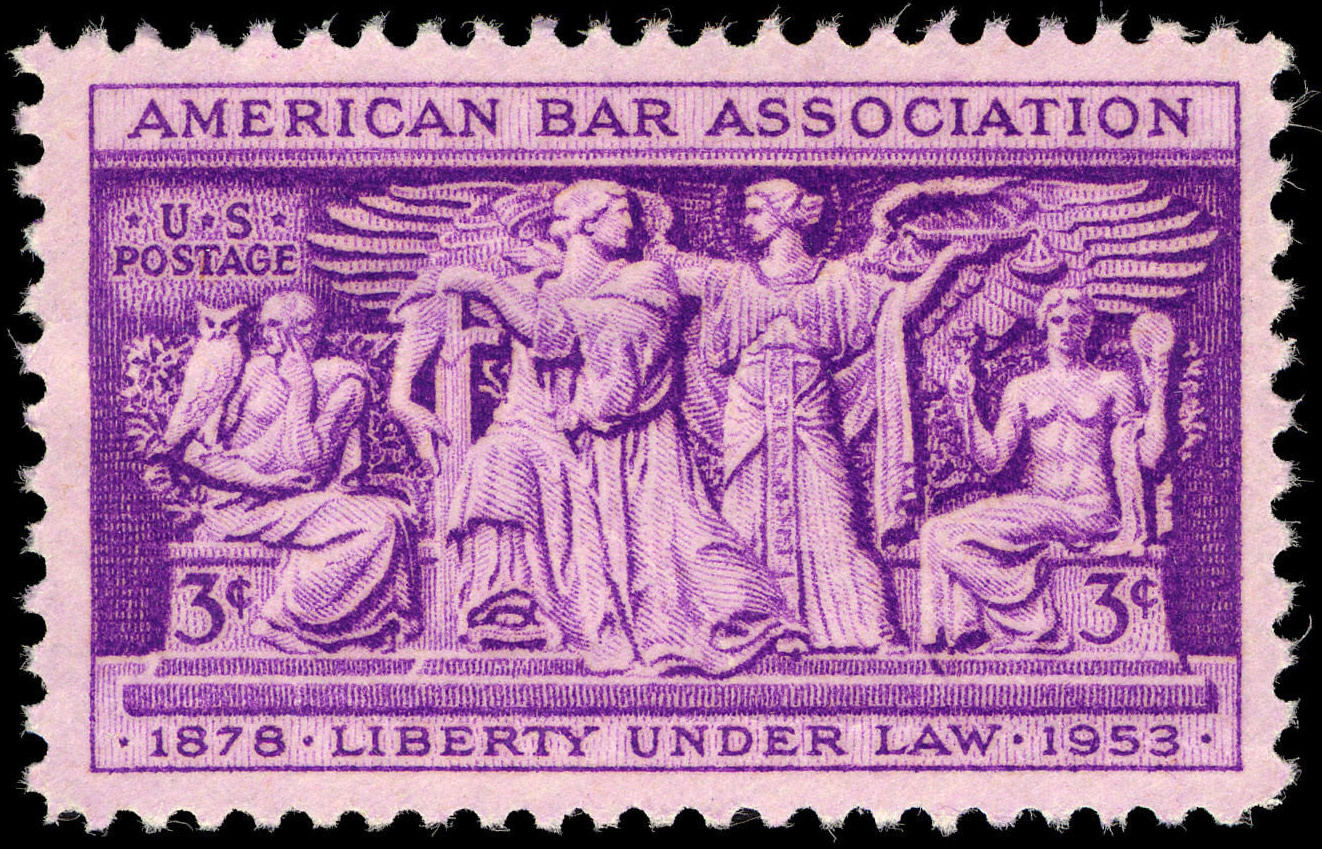 AMERICAN BAR ASSOCIATION
★ U ★ S ★
POSTAGE
3¢ 3¢
· 1878 · LIBERTY UNDER LAW · 1953 ·